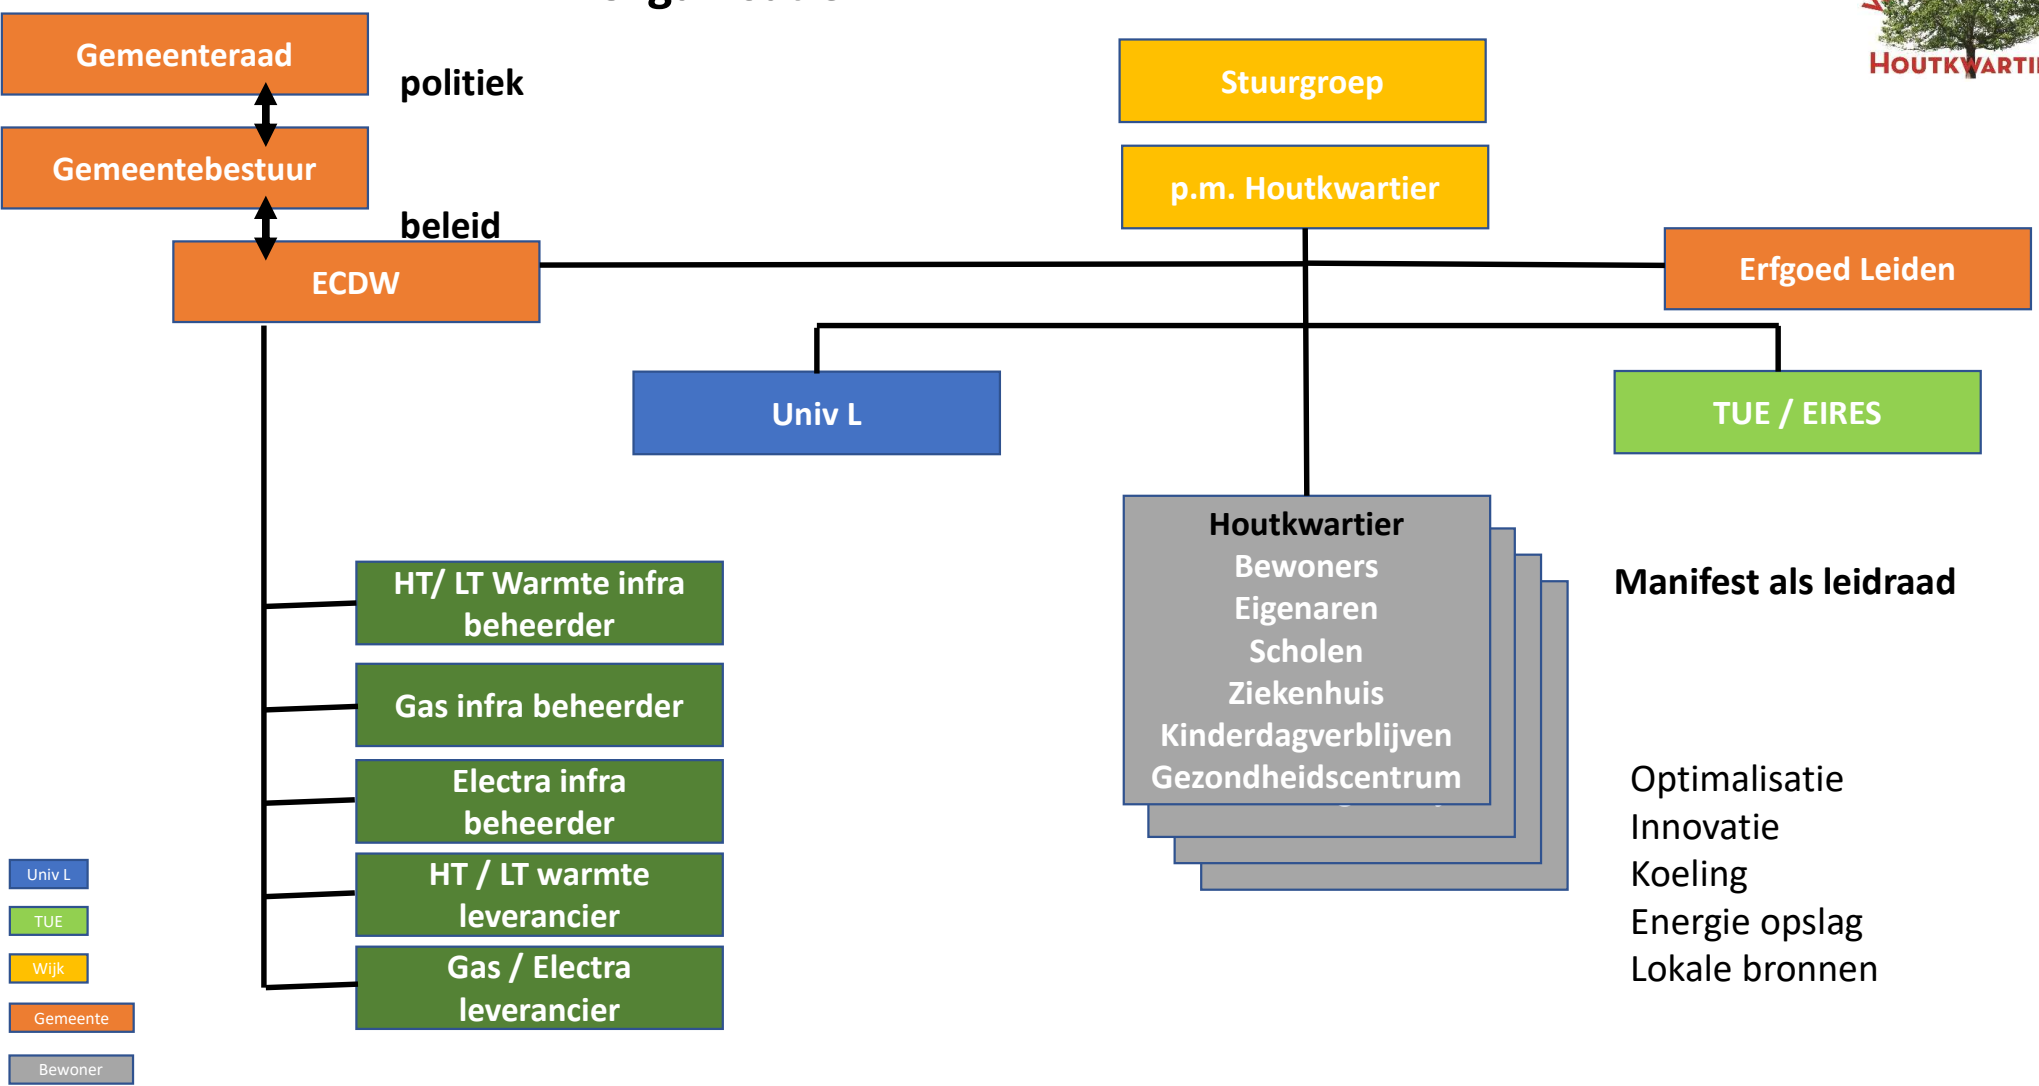 Gemeenteraad
politiek
Gemeentebestuur
beleid
ECDW
Stuurgroep
p.m. Houtkwartier
Erfgoed Leiden
Univ L
TUE / EIRES
HT/ LT Warmte infra
beheerder
Gas infra beheerder
Electra infra
beheerder
HT / LT warmte
leverancier
Gas / Electra
leverancier
Houtkwartier
Bewoners
Eigenaren
Scholen
Ziekenhuis
Kinderdagverblijven
Gezondheidscentrum
Manifest als leidraad
Optimalisatie
Innovatie
Koeling
Energie opslag
Lokale bronnen
Univ L
TUE
Wijk
Gemeente
Bewoner